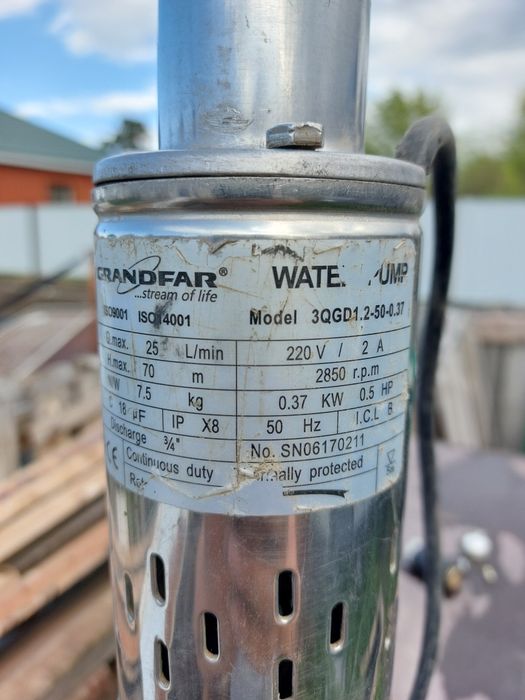 GRANDFAR® WATE. PUMP
...stream of life
ISO9001 ISO14001 Model 3QGD1.2-50-0.37
Q.max. 25 L/min 220 V / 2 A
H.max. 70 m 2850 r.p.m
N/W 7.5 kg 0.37 KW 0.5 HP
C 18 µF IP X8 50 Hz I.C.L B
Discharge 3/4" No. SN06170211
CE Continuous duty protected